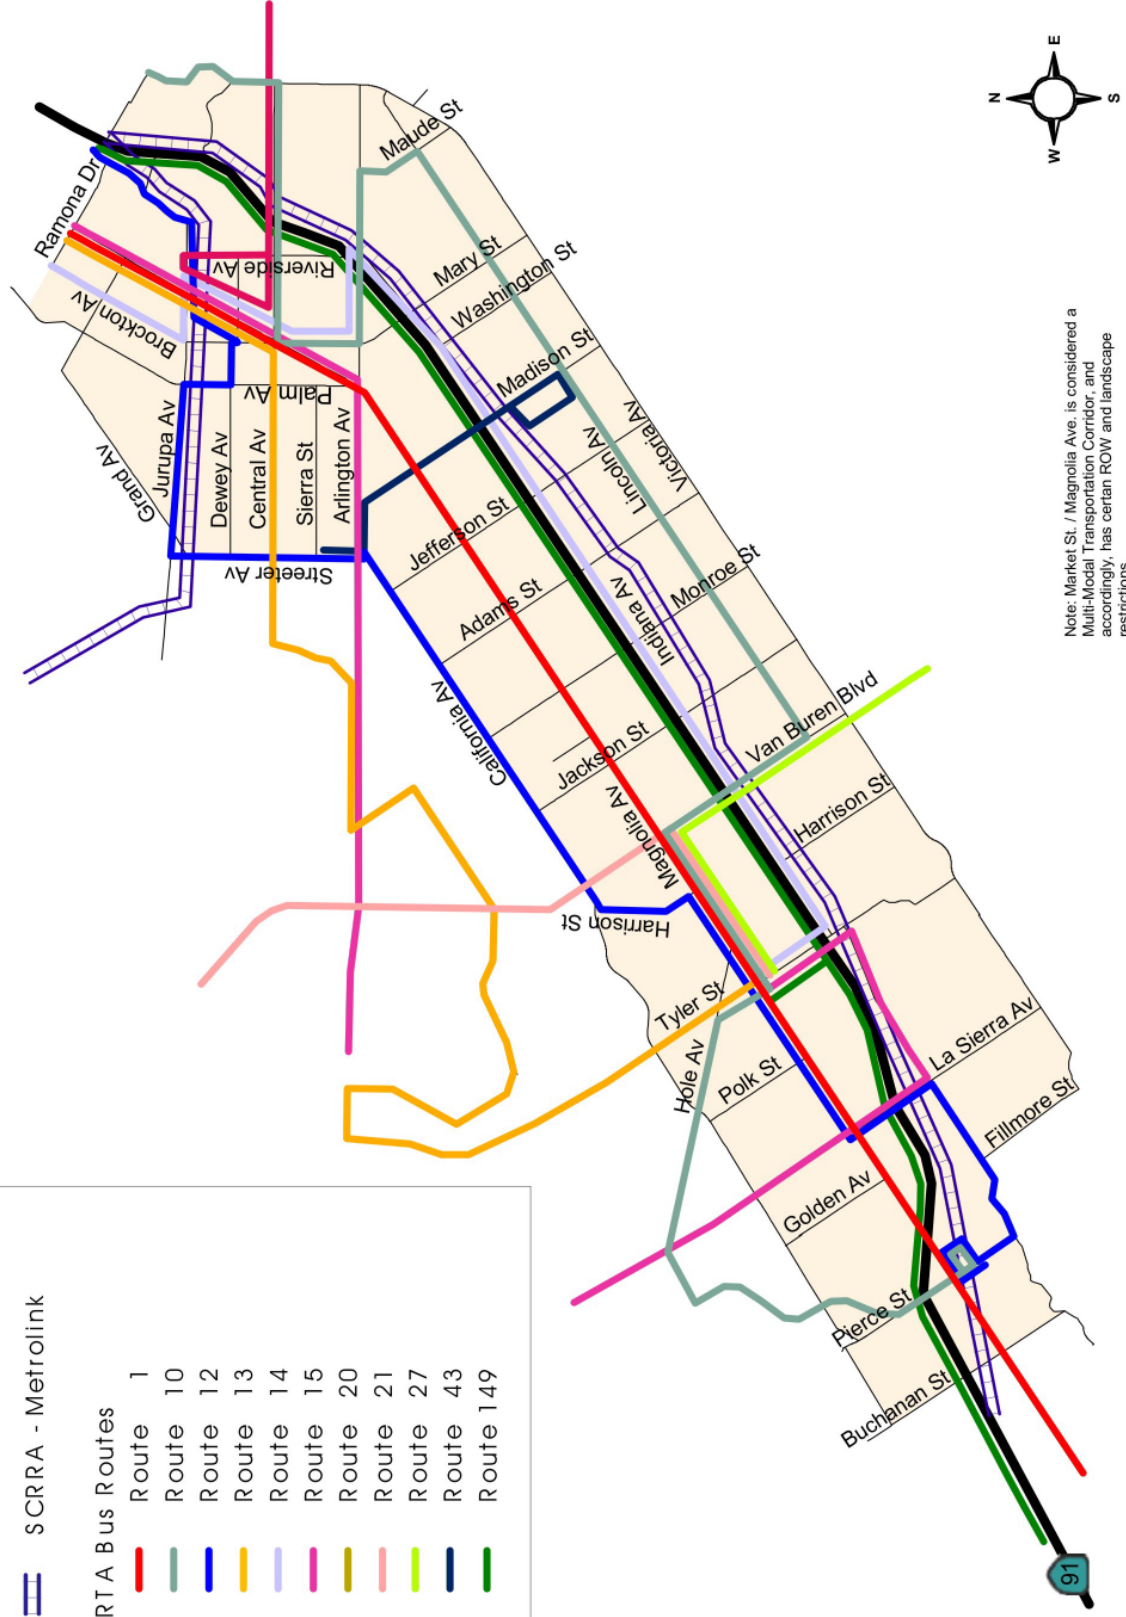 SCRRA - Metrolink
RTA Bus Routes
Route 1
Route 10
Route 12
Route 13
Route 14
Route 15
Route 20
Route 21
Route 27
Route 43
Route 149
Ramona Dr
Brockton Av
Riverside Av
Palm Av
Grand Av
Jurupa Av
Dewey Av
Central Av
Sierra St
Arlington Av
Streeter Av
Maude St
Mary St
Washington St
Madison St
Jefferson St
Lincoln Av
Victoria Av
Adams St
Indiana Av
Monroe St
California Av
Jackson St
Van Buren Blvd
Magnolia Av
Harrison St
Harrison St
Tyler St
Hole Av
Polk St
La Sierra Av
Fillmore St
Golden Av
Pierce St
Buchanan St
91
N
W
E
S
Note: Market St. / Magnolia Ave. is considered a
Multi-Modal Transportation Corridor, and
accordingly, has certan ROW and landscape
restrictions